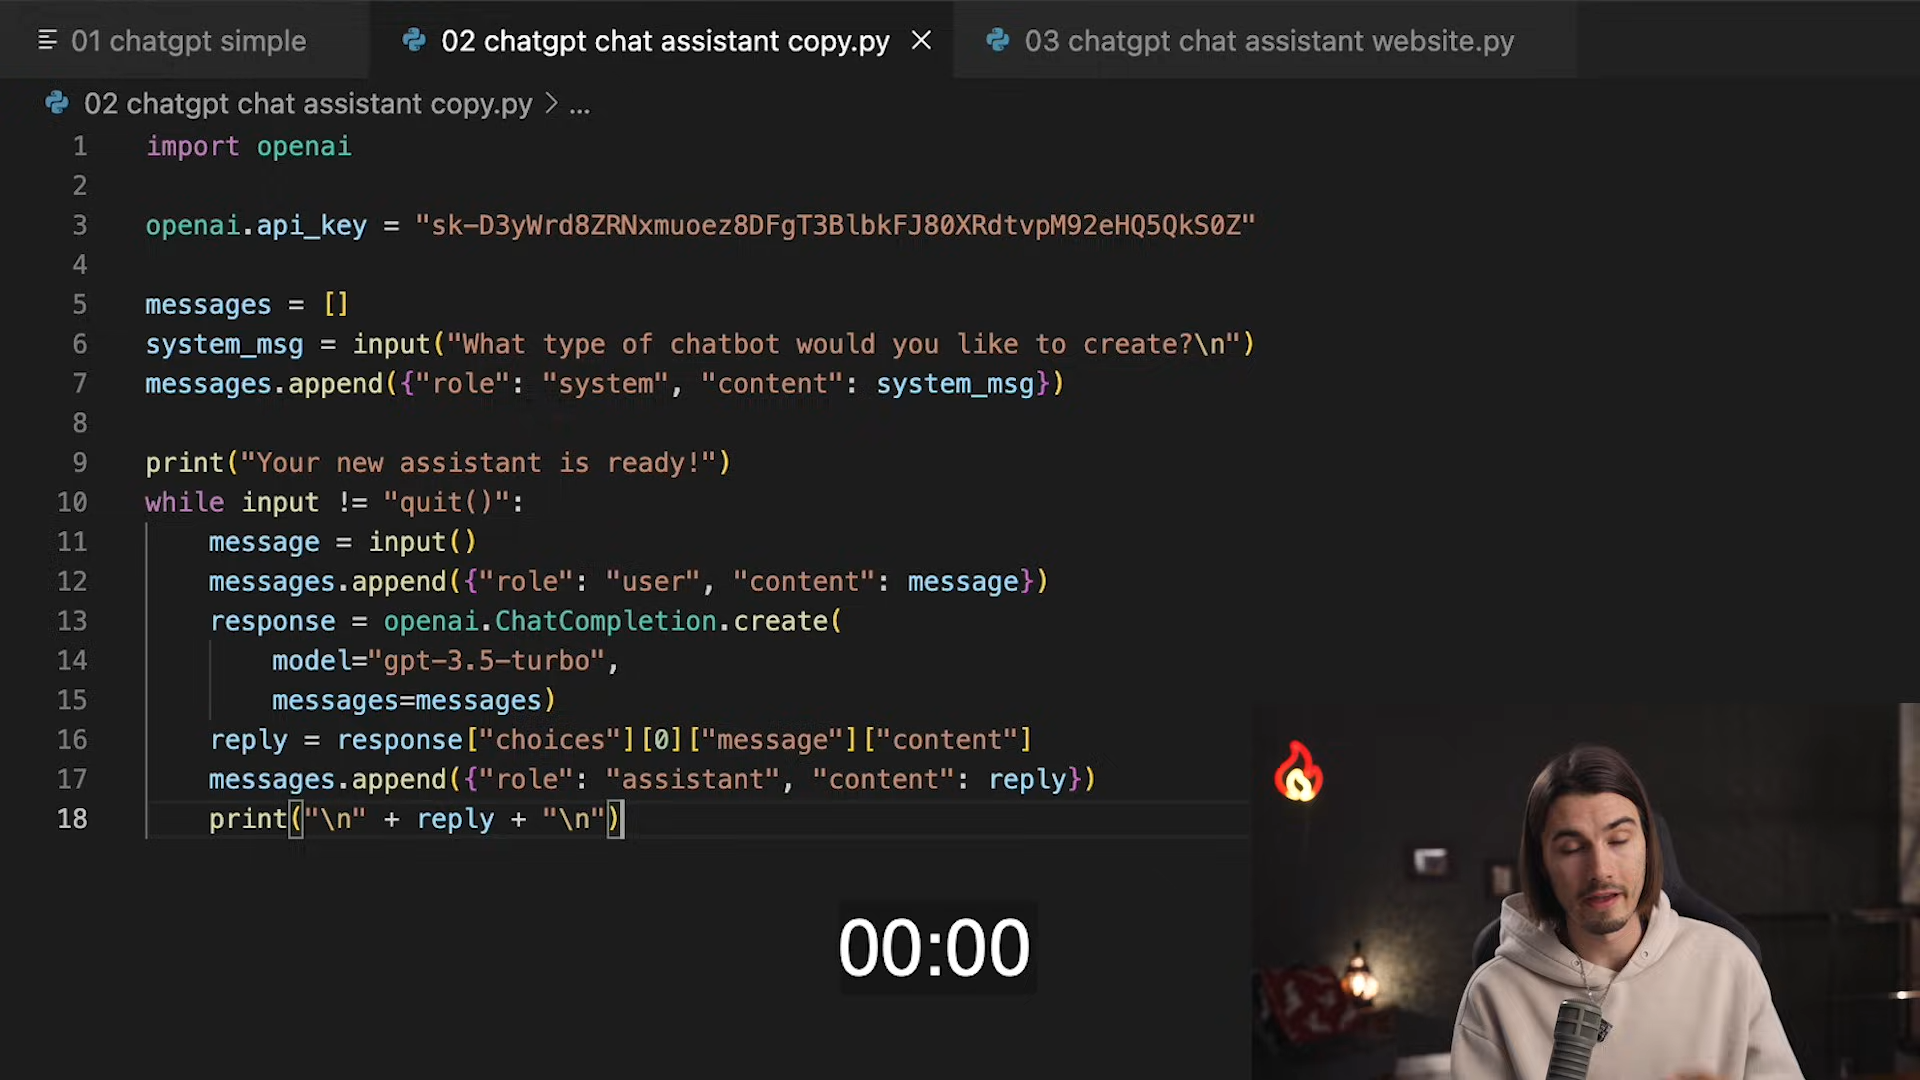 01 chatgpt simple
02 chatgpt chat assistant copy.py
03 chatgpt chat assistant website.py
02 chatgpt chat assistant copy.py > ...
1 import openai
2
3 openai.api_key = "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"
4
5 messages = []
6 system_msg = input("What type of chatbot would you like to create?\n")
7 messages.append({"role": "system", "content": system_msg})
8
9 print("Your new assistant is ready!")
10 while input != "quit()":
11     message = input()
12     messages.append({"role": "user", "content": message})
13     response = openai.ChatCompletion.create(
14         model="gpt-3.5-turbo",
15         messages=messages)
16     reply = response["choices"][0]["message"]["content"]
17     messages.append({"role": "assistant", "content": reply})
18     print("\n" + reply + "\n")
00:00